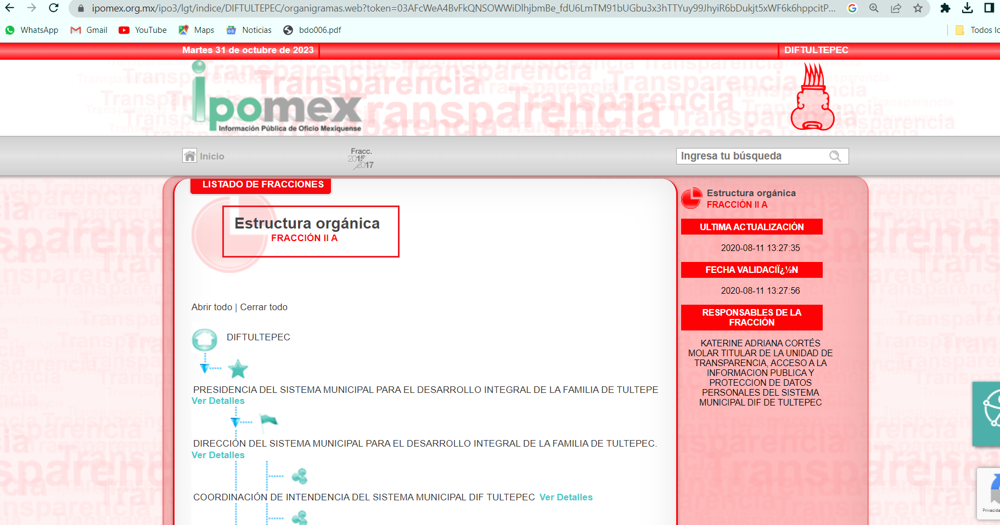 ipomex.org.mx/ipo3/lgt/indice/DIFTULTEPEC/organigramas.web?token=03AFcWeA4BvFkQNSOWWiDlhjbmBe_fdU6LmTM91bUGbu3x3hTTYuy99JhyiR6bDukjt5xWF6k6hppcitP...
WhatsApp Gmail YouTube Maps Noticias bdo006.pdf Todos lo
Martes 31 de octubre de 2023 DIFTULTEPEC
ipomex
Información Pública de Oficio Mexiquense
Transparencia
Inicio
Fracc.
2015/2017
Ingresa tu búsqueda
LISTADO DE FRACCIONES
Estructura orgánica
FRACCIÓN II A
Abrir todo | Cerrar todo
DIFTULTEPEC
PRESIDENCIA DEL SISTEMA MUNICIPAL PARA EL DESARROLLO INTEGRAL DE LA FAMILIA DE TULTEPE
Ver Detalles
DIRECCIÓN DEL SISTEMA MUNICIPAL PARA EL DESARROLLO INTEGRAL DE LA FAMILIA DE TULTEPEC.
Ver Detalles
COORDINACIÓN DE INTENDENCIA DEL SISTEMA MUNICIPAL DIF TULTEPEC Ver Detalles
Estructura orgánica
FRACCIÓN II A
ULTIMA ACTUALIZACIÓN
2020-08-11 13:27:35
FECHA VALIDACIÏ¿½N
2020-08-11 13:27:56
RESPONSABLES DE LA
FRACCIÓN
KATERINE ADRIANA CORTÉS
MOLAR TITULAR DE LA UNIDAD DE
TRANSPARENCIA, ACCESO A LA
INFORMACION PUBLICA Y
PROTECCION DE DATOS
PERSONALES DEL SISTEMA
MUNICIPAL DIF DE TULTEPEC
Privacida